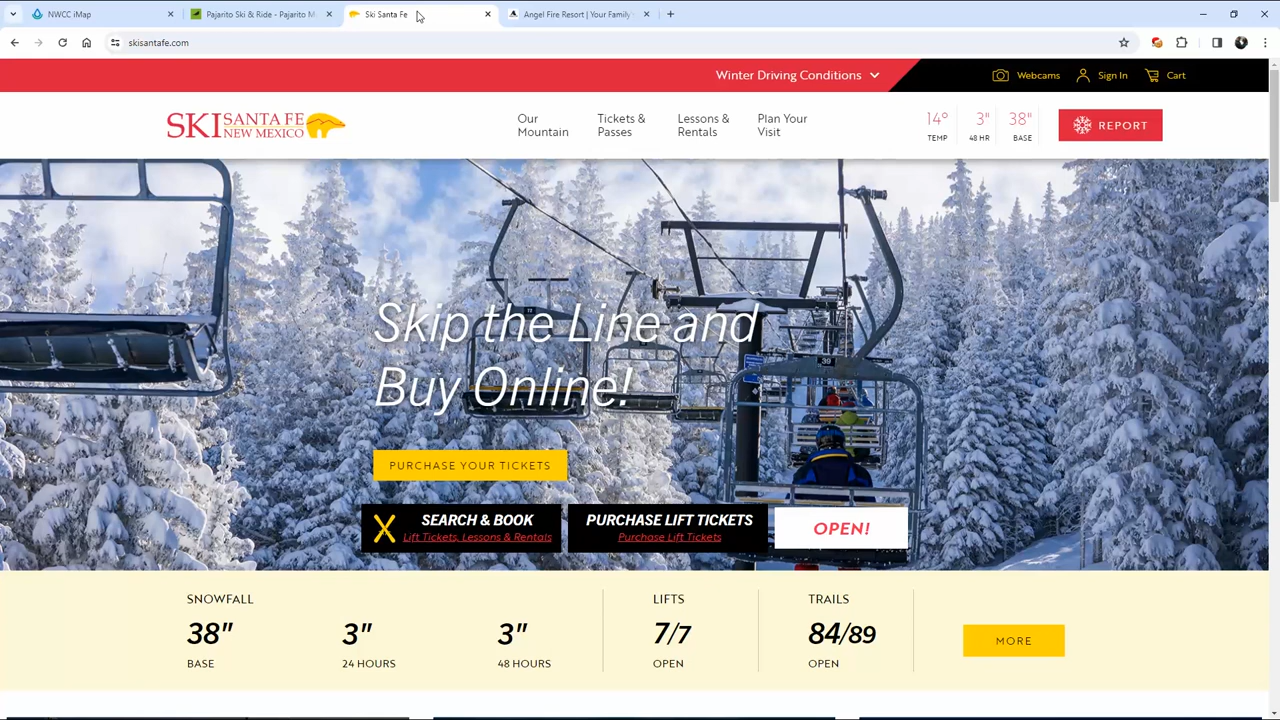 NWCC iMap
Pajarito Ski & Ride - Pajarito M
Ski Santa Fe
Angel Fire Resort | Your Family'
skisantafe.com
Winter Driving Conditions
Webcams
Sign In
Cart
SKI SANTA FE
NEW MEXICO
Our
Mountain
Tickets &
Passes
Lessons &
Rentals
Plan Your
Visit
14°
TEMP
3"
48 HR
38"
BASE
REPORT
39
Skip the Line and
Buy Online!
PURCHASE YOUR TICKETS
SEARCH & BOOK
Lift Tickets, Lessons & Rentals
PURCHASE LIFT TICKETS
Purchase Lift Tickets
OPEN!
SNOWFALL
38"
BASE
3"
24 HOURS
3"
48 HOURS
LIFTS
7/7
OPEN
TRAILS
84/89
OPEN
MORE